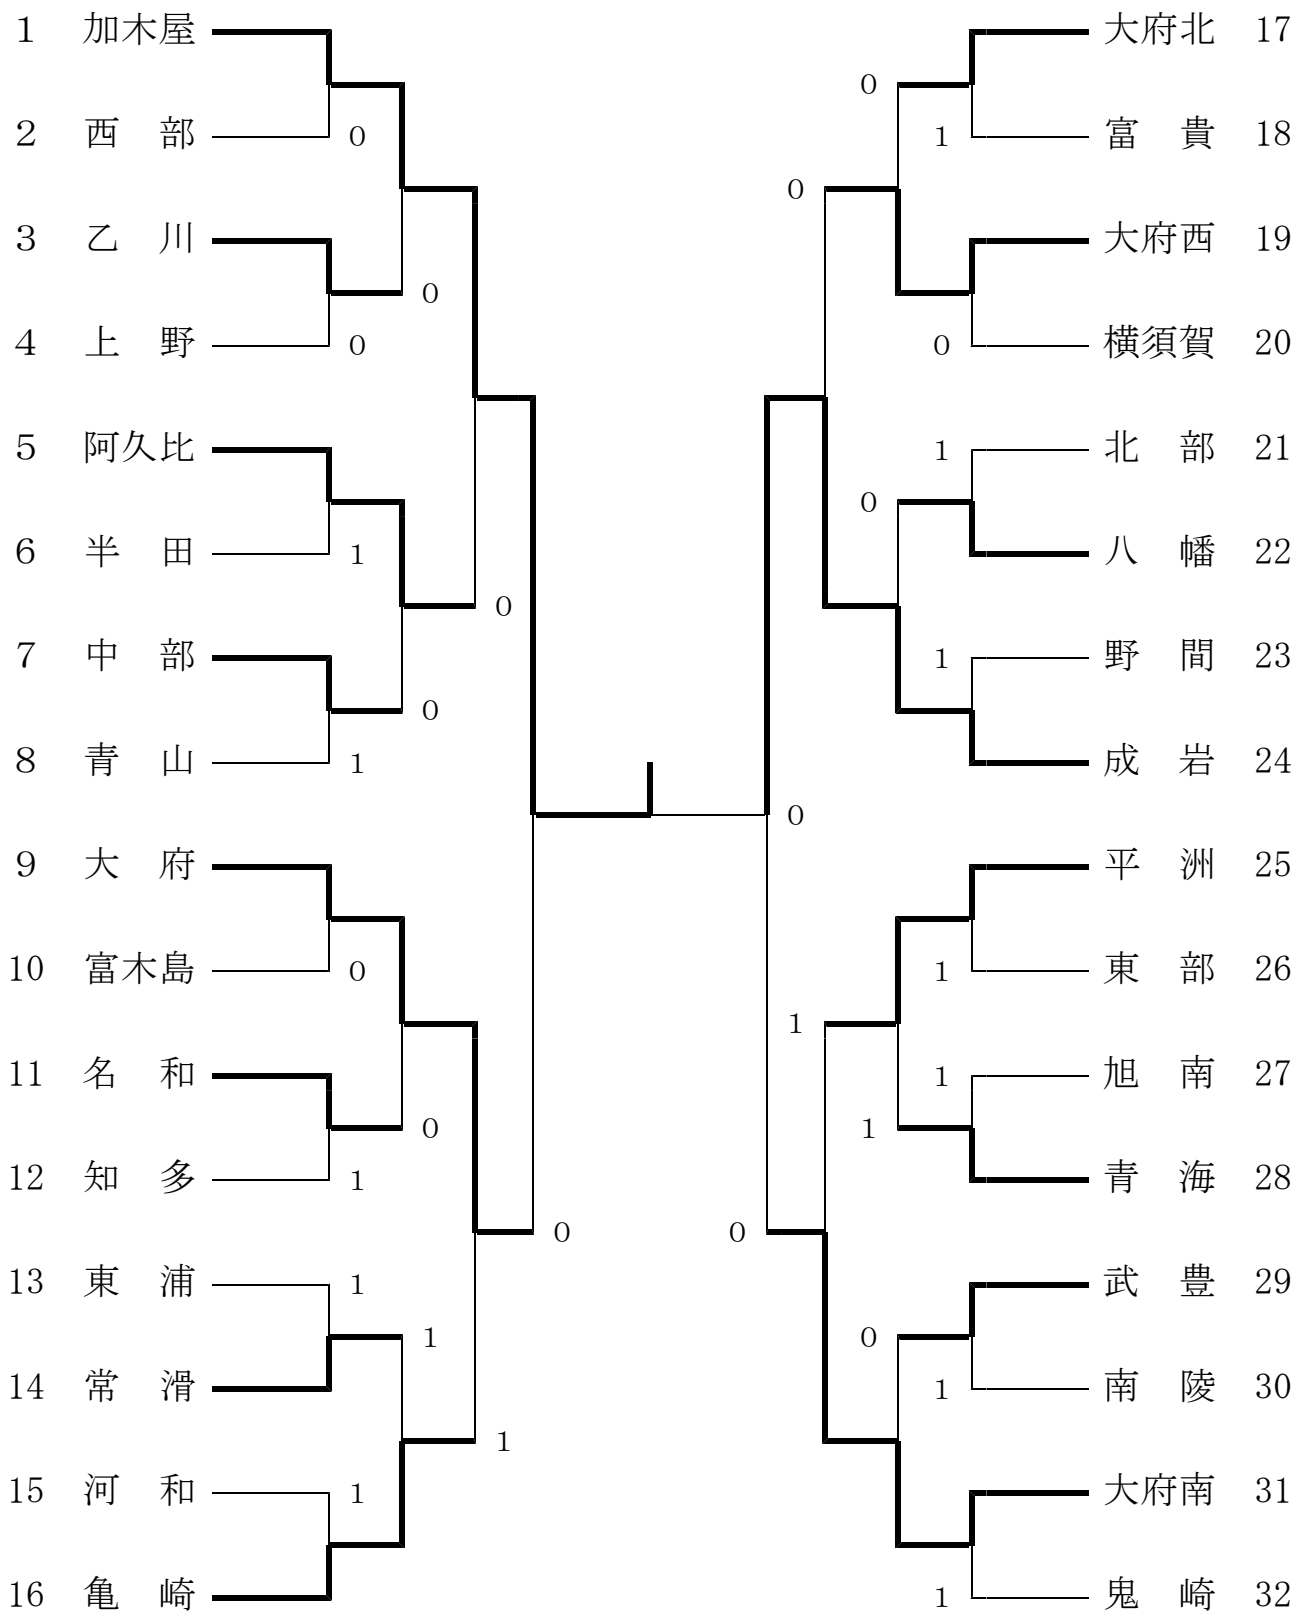 1 加木屋 大府北 17
0
2 西 部 0 1 富 貴 18
0
3 乙 川 大府西 19
0
4 上 野 0 0 横須賀 20
5 阿久比 1 北 部 21
0
6 半 田 1 八 幡 22
0
7 中 部 1 野 間 23
0
8 青 山 1 成 岩 24
0
9 大 府 平 洲 25
10 富木島 0 1 東 部 26
1
11 名 和 1 旭 南 27
0 1
12 知 多 1 青 海 28
0 0
13 東 浦 1 武 豊 29
1 0
14 常 滑 1 南 陵 30
1
15 河 和 1 大府南 31
16 亀 崎 1 鬼 崎 32